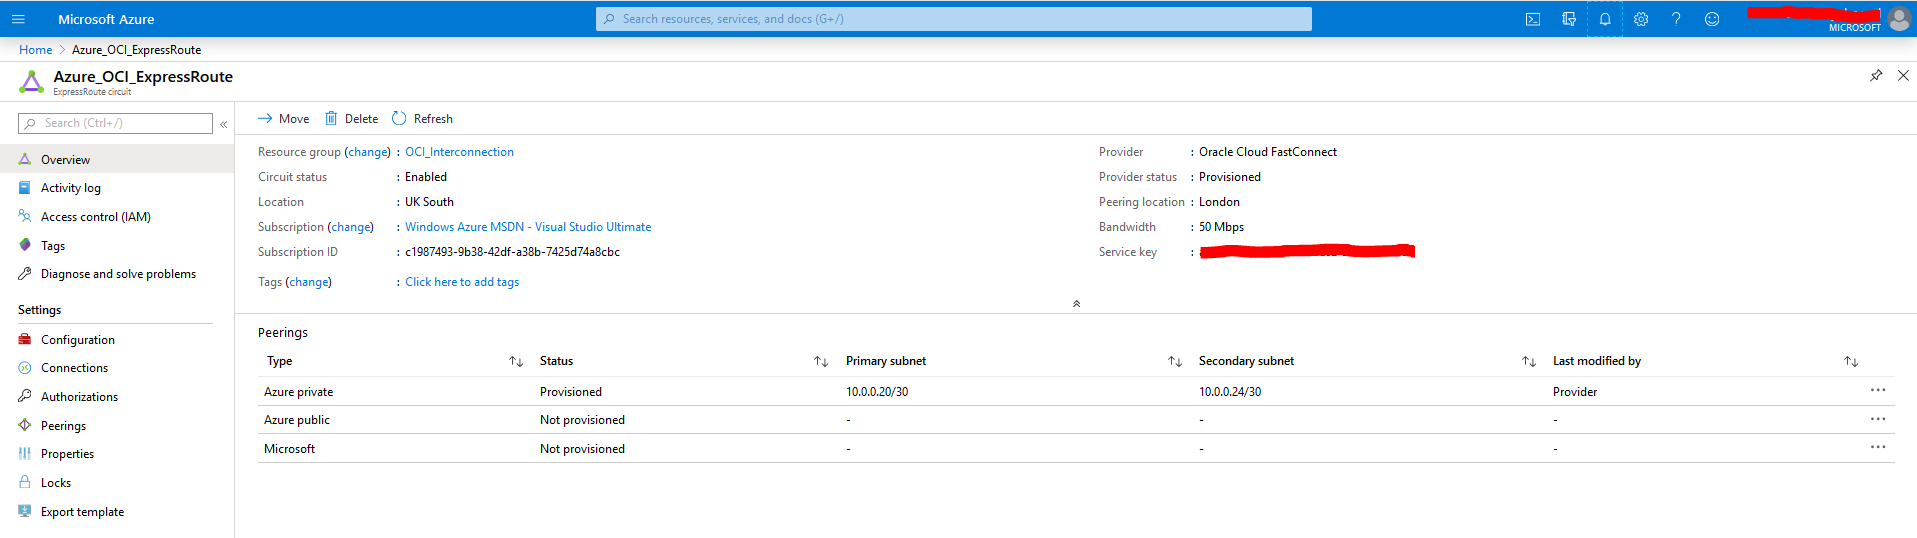 Microsoft Azure
Search resources, services, and docs (G+/)
MICROSOFT
Home > Azure_OCI_ExpressRoute
Azure_OCI_ExpressRoute
ExpressRoute circuit
Search (Ctrl+/)
«
Overview
Activity log
Access control (IAM)
Tags
Diagnose and solve problems
Settings
Configuration
Connections
Authorizations
Peerings
Properties
Locks
Export template
Move Delete Refresh
Resource group (change) : OCI_Interconnection
Circuit status : Enabled
Location : UK South
Subscription (change) : Windows Azure MSDN - Visual Studio Ultimate
Subscription ID : c1987493-9b38-42df-a38b-7425d74a8cbc
Tags (change) : Click here to add tags
Provider : Oracle Cloud FastConnect
Provider status : Provisioned
Peering location : London
Bandwidth : 50 Mbps
Service key :
Peerings
Type Status Primary subnet Secondary subnet Last modified by
Azure private Provisioned 10.0.0.20/30 10.0.0.24/30 Provider ...
Azure public Not provisioned - - - ...
Microsoft Not provisioned - - - ...